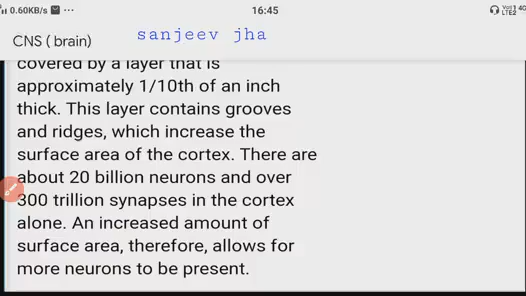 0.60KB/s
16:45
LTE2
CNS ( brain)
sanjeev jha
covered by a layer that is
approximately 1/10th of an inch
thick. This layer contains grooves
and ridges, which increase the
surface area of the cortex. There are
about 20 billion neurons and over
300 trillion synapses in the cortex
alone. An increased amount of
surface area, therefore, allows for
more neurons to be present.